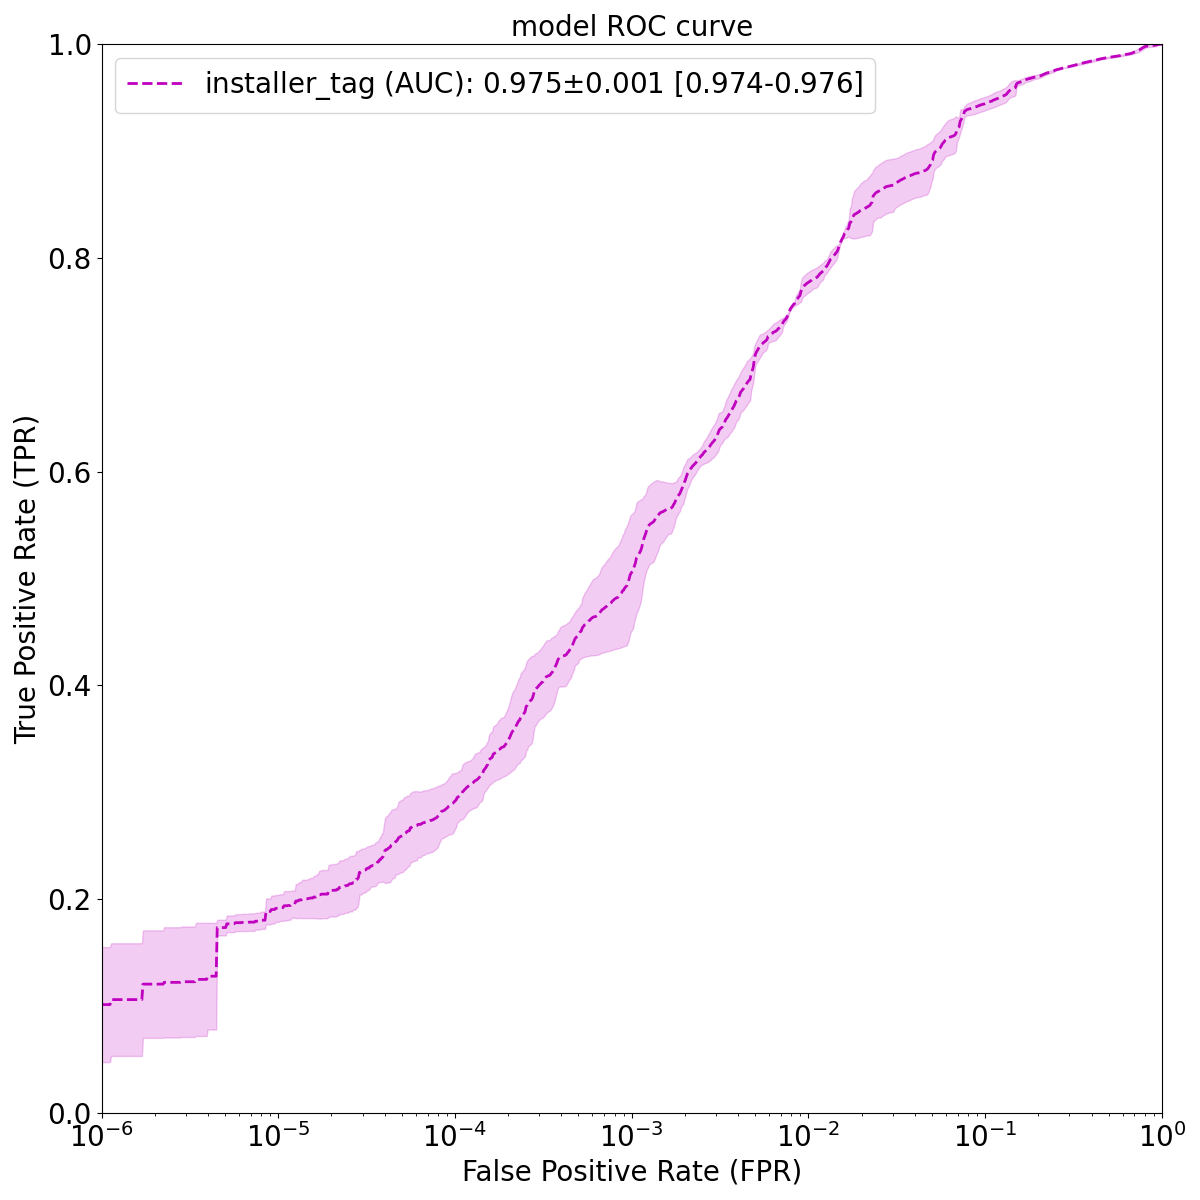 model ROC curve
installer_tag (AUC): 0.975±0.001 [0.974-0.976]
True Positive Rate (TPR)
1.0
0.8
0.6
0.4
0.2
0.0
10⁻⁶ 10⁻⁵ 10⁻⁴ 10⁻³ 10⁻² 10⁻¹ 10⁰
False Positive Rate (FPR)